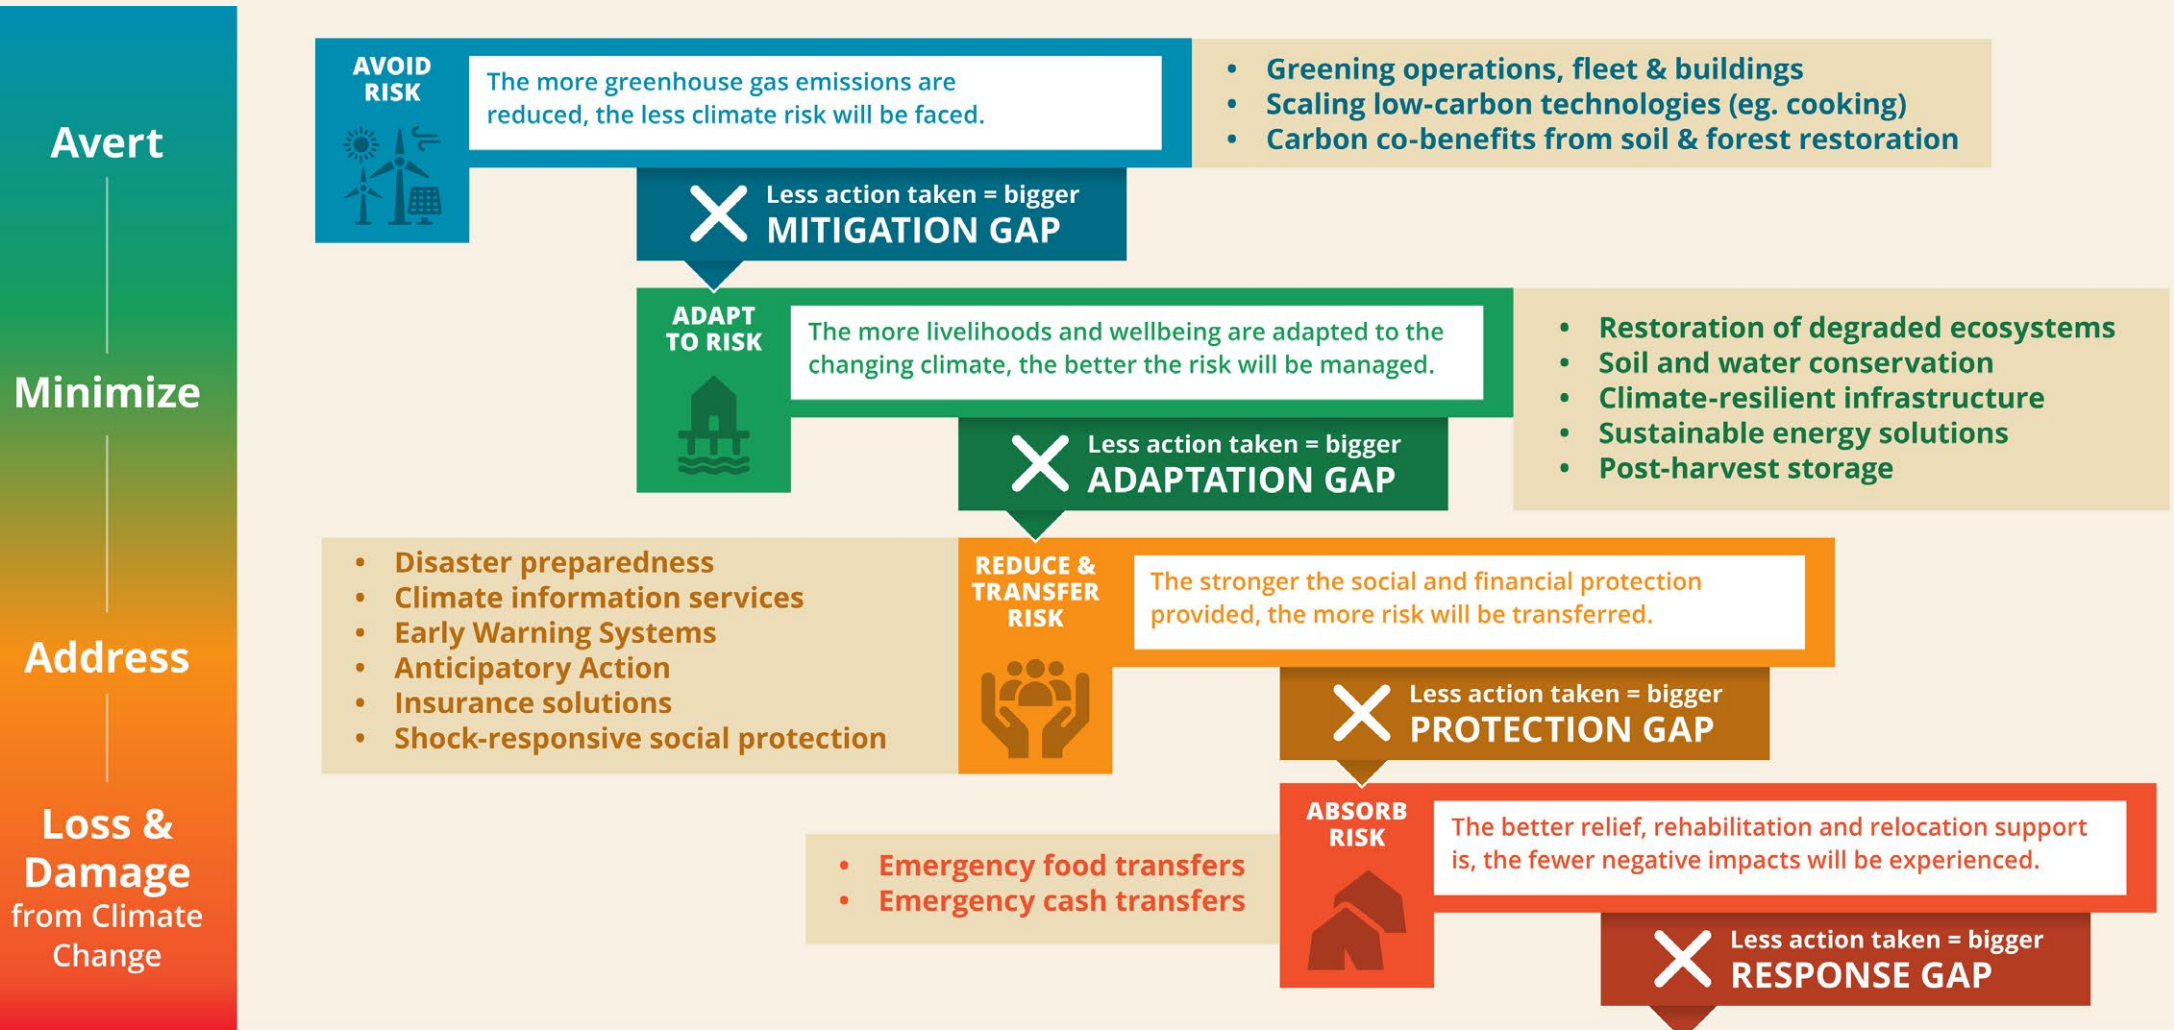 Avert
Minimize
Address
Loss &
Damage
from Climate
Change
AVOID
RISK
The more greenhouse gas emissions are
reduced, the less climate risk will be faced.
• Greening operations, fleet & buildings
• Scaling low-carbon technologies (eg. cooking)
• Carbon co-benefits from soil & forest restoration
Less action taken = bigger
MITIGATION GAP
ADAPT
TO RISK
The more livelihoods and wellbeing are adapted to the
changing climate, the better the risk will be managed.
• Restoration of degraded ecosystems
• Soil and water conservation
• Climate-resilient infrastructure
• Sustainable energy solutions
• Post-harvest storage
Less action taken = bigger
ADAPTATION GAP
• Disaster preparedness
• Climate information services
• Early Warning Systems
• Anticipatory Action
• Insurance solutions
• Shock-responsive social protection
REDUCE &
TRANSFER
RISK
The stronger the social and financial protection
provided, the more risk will be transferred.
Less action taken = bigger
PROTECTION GAP
• Emergency food transfers
• Emergency cash transfers
ABSORB
RISK
The better relief, rehabilitation and relocation support
is, the fewer negative impacts will be experienced.
Less action taken = bigger
RESPONSE GAP